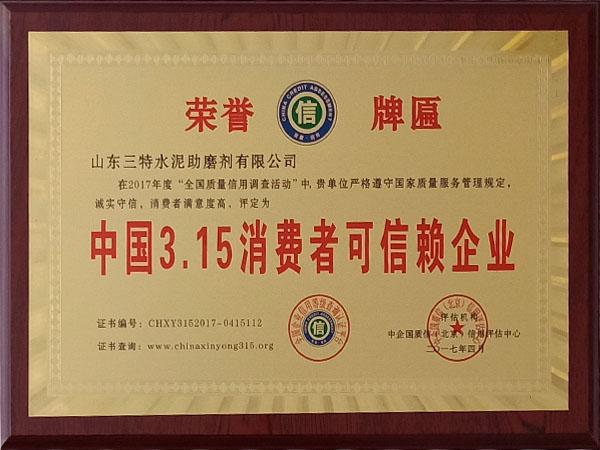 荣誉 信 牌匾
CHINA CREDIT ASSESSMENT
山东三特水泥助磨剂有限公司
在2017年度“全国质量信用调查活动”中,贵单位严格遵守国家质量服务管理规定,
诚实守信,消费者满意度高,评定为
中国3.15消费者可信赖企业
证书编号：CHXY3152017-0415112
证书查询：www.chinaxinyong315.org
信
评估机构
中企国质信（北京）信用评估中心
二〇一七年四月